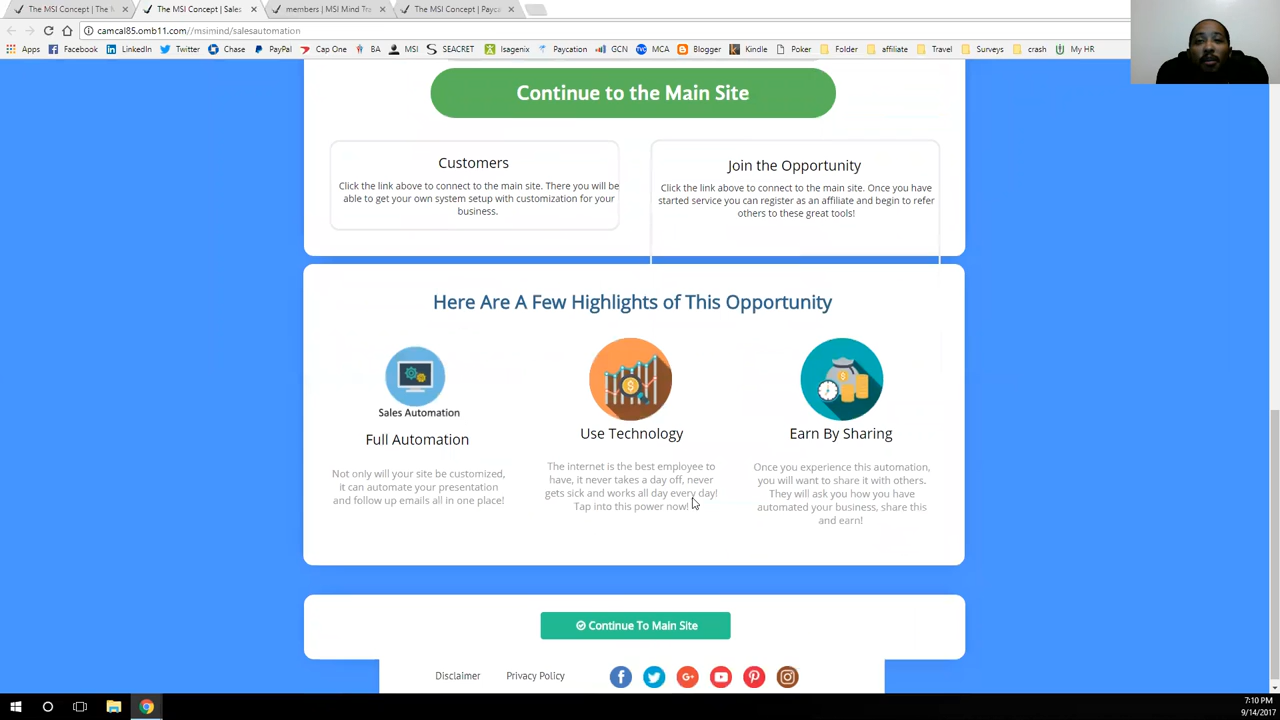 The MSI Concept | The M
The MSI Concept | Sales
members | MSI Mind Tra
The MSI Concept | Payca
camcal85.omb11.com//msimind/salesautomation
Apps Facebook LinkedIn Twitter Chase PayPal Cap One BA MSI SEACRET Isagenix Paycation GCN MCA Blogger Kindle Poker Folder affiliate Travel Surveys crash My HR
Continue to the Main Site
Customers
Click the link above to connect to the main site. There you will be
able to get your own system setup with customization for your
business.
Join the Opportunity
Click the link above to connect to the main site. Once you have
started service you can register as an affiliate and begin to refer
others to these great tools!
Here Are A Few Highlights of This Opportunity
Sales Automation
Full Automation
Not only will your site be customized,
it can automate your presentation
and follow up emails all in one place!
Use Technology
The internet is the best employee to
have, it never takes a day off, never
gets sick and works all day every day!
Tap into this power now!
Earn By Sharing
Once you experience this automation,
you will want to share it with others.
They will ask you how you have
automated your business, share this
and earn!
Continue To Main Site
Disclaimer Privacy Policy
7:10 PM
9/14/2017